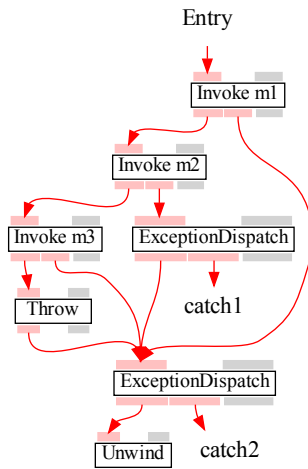 Entry
Invoke m1
Invoke m2
Invoke m3
ExceptionDispatch
Throw
catch1
ExceptionDispatch
Unwind
catch2